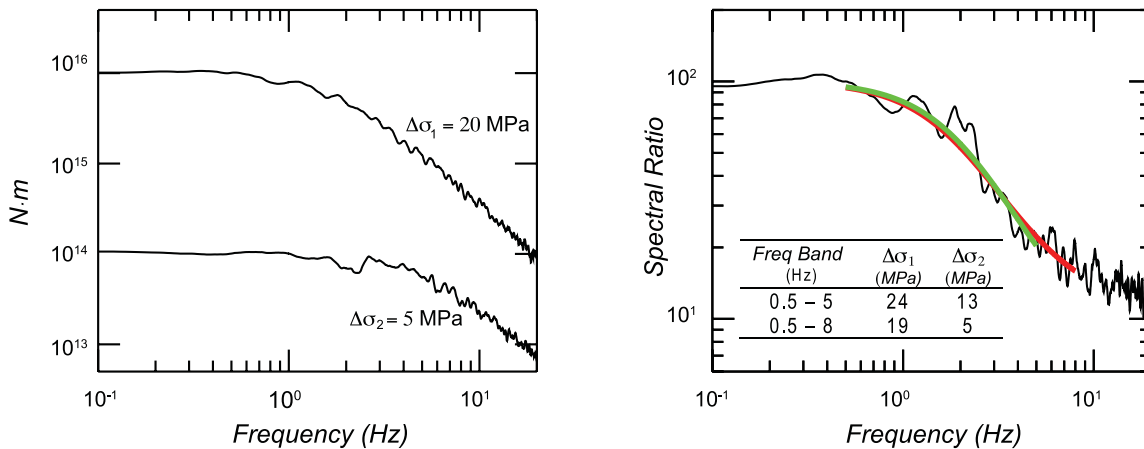 10^16
10^15
10^14
10^13
N·m
Δσ₁ = 20 MPa
Δσ₂ = 5 MPa
10^-1
10^0
10^1
Frequency (Hz)
10^2
10^1
Spectral Ratio
Freq Band (Hz) Δσ₁ (MPa) Δσ₂ (MPa)
0.5 – 5 24 13
0.5 – 8 19 5
10^-1
10^0
10^1
Frequency (Hz)